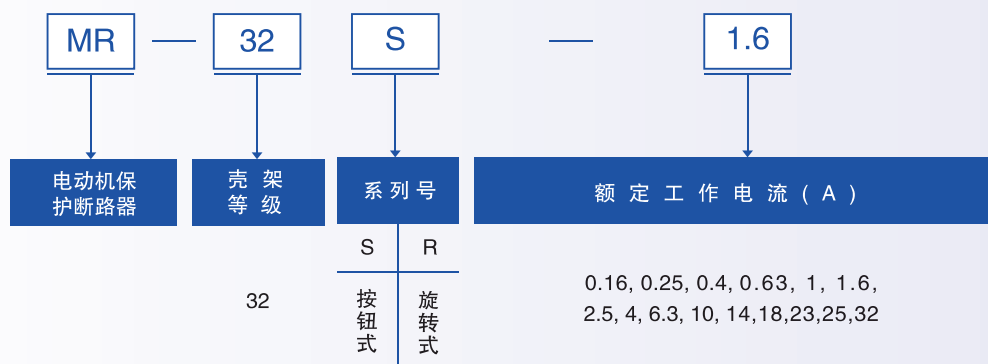 MR — 32 S — 1.6
电动机保
护断路器
壳 架
等 级
系列号
额 定 工 作 电 流 ( A )
S R
32
按钮式
旋转式
0.16, 0.25, 0.4, 0.63, 1, 1.6,
2.5, 4, 6.3, 10, 14,18,23,25,32